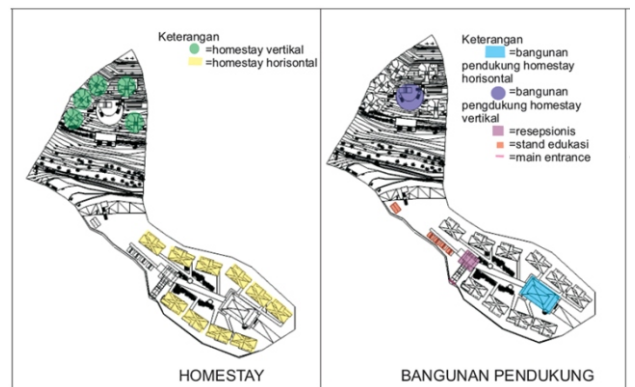 Keterangan
=homestay vertikal
=homestay horisontal
HOMESTAY
Keterangan
=bangunan
pendukung homestay
horisontal
=bangunan
pengdukung homestay
vertikal
=resepsionis
=stand edukasi
=main entrance
BANGUNAN PENDUKUNG